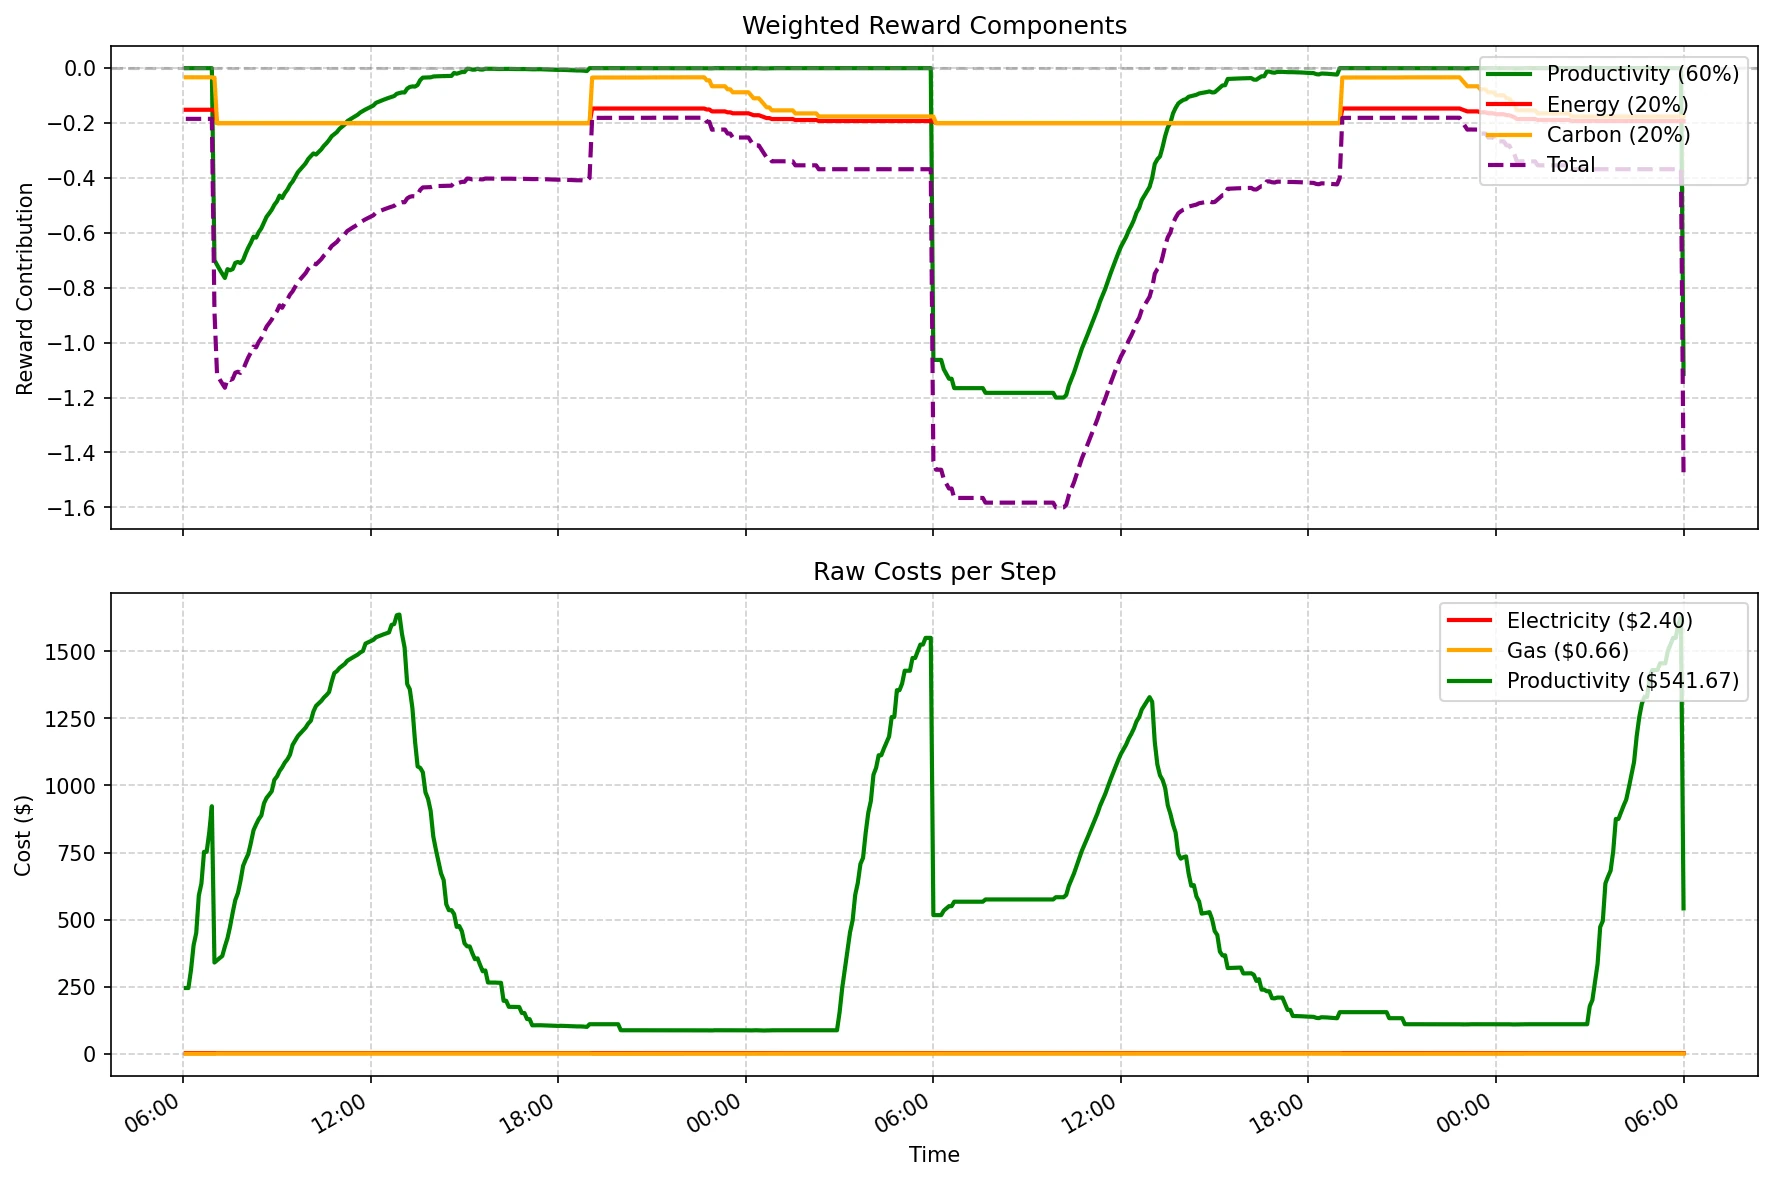 Weighted Reward Components
Reward Contribution
0.0
−0.2
−0.4
−0.6
−0.8
−1.0
−1.2
−1.4
−1.6
Productivity (60%)
Energy (20%)
Carbon (20%)
Total
Raw Costs per Step
Cost ($)
1500
1250
1000
750
500
250
0
Electricity ($2.40)
Gas ($0.66)
Productivity ($541.67)
06:00
12:00
18:00
00:00
06:00
12:00
18:00
00:00
06:00
Time